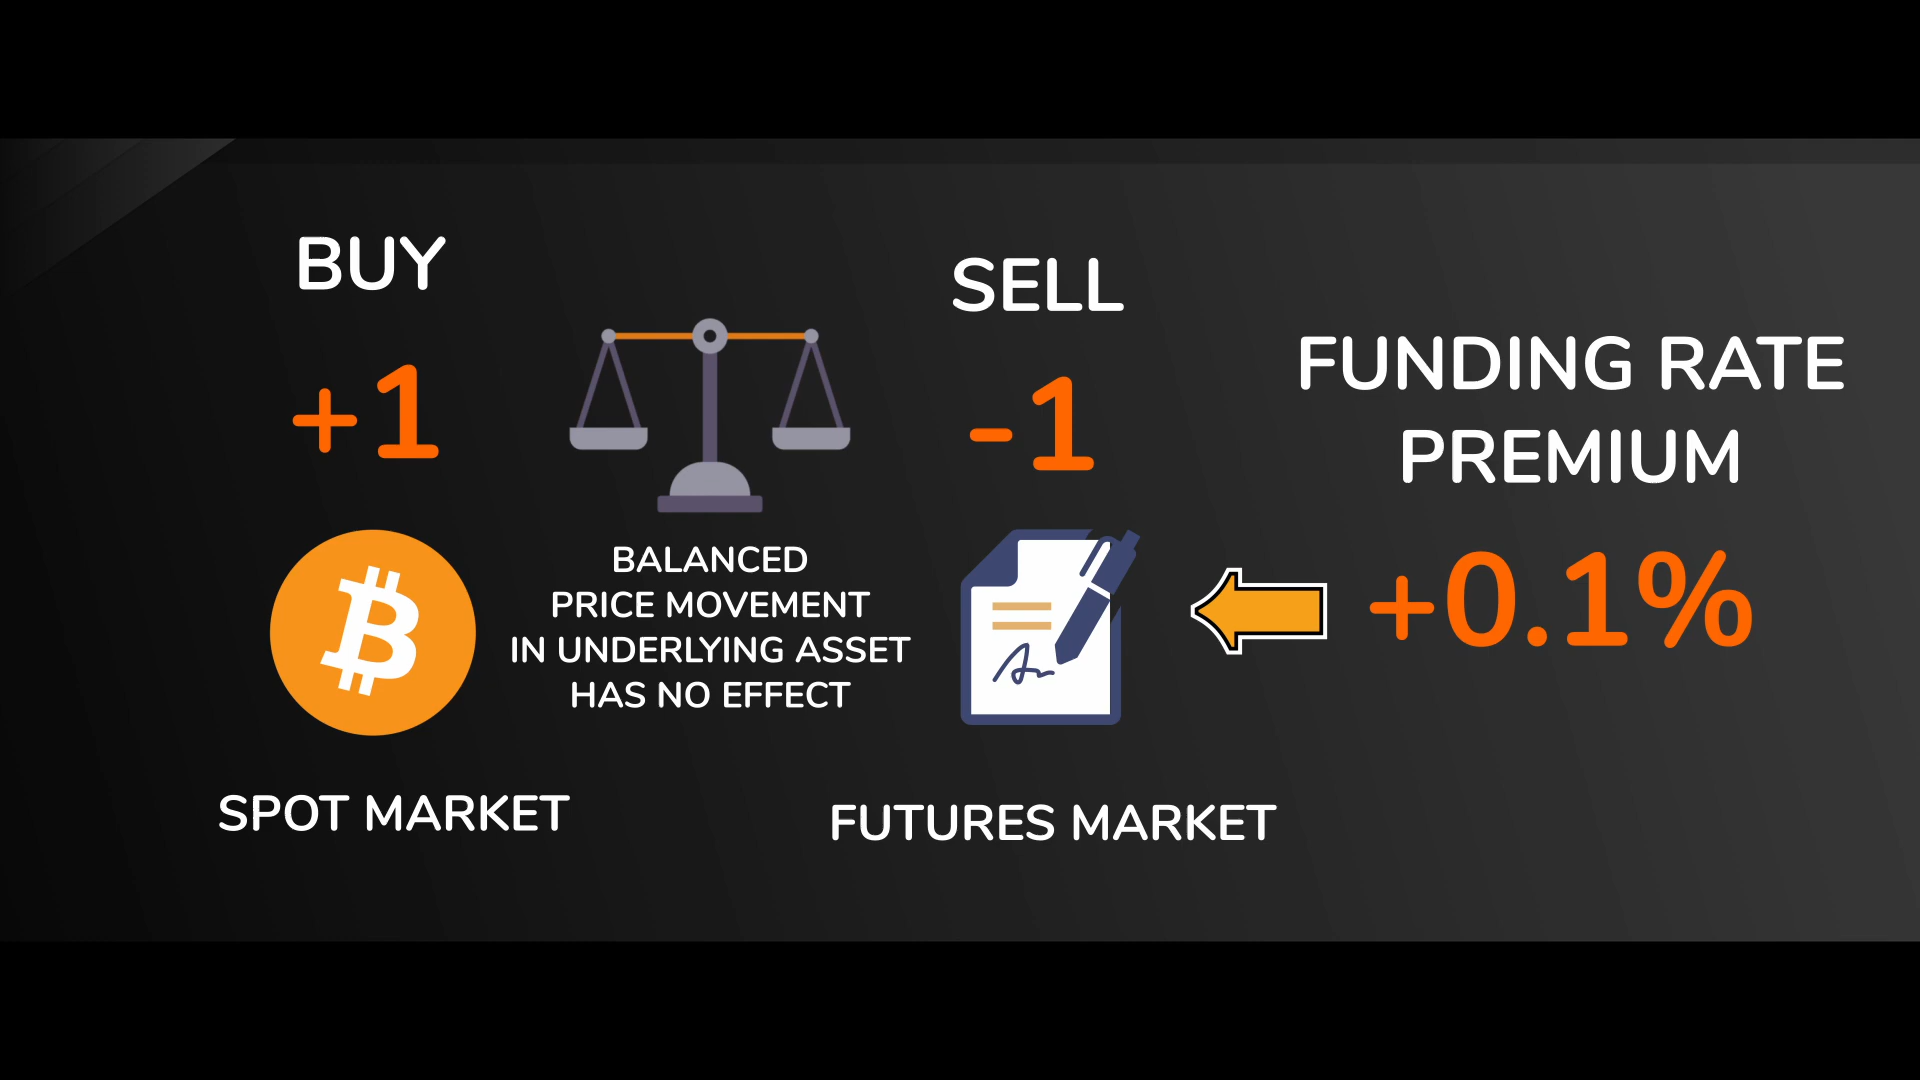 BUY
+1
SPOT MARKET
BALANCED
PRICE MOVEMENT
IN UNDERLYING ASSET
HAS NO EFFECT
SELL
-1
FUTURES MARKET
FUNDING RATE
PREMIUM
+0.1%